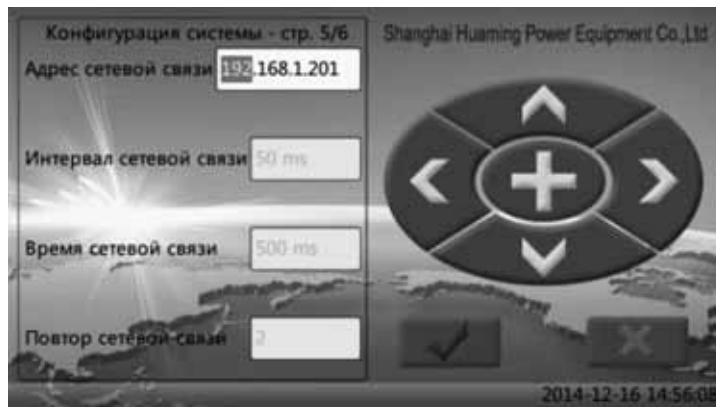 Конфигурация системы - стр. 5/6
Shanghai Huaming Power Equipment Co.,Ltd
Адрес сетевой связи 192.168.1.201
Интервал сетевой связи 50 ms
Время сетевой связи 500 ms
Повтор сетевой связи 2
2014-12-16 14:56:08